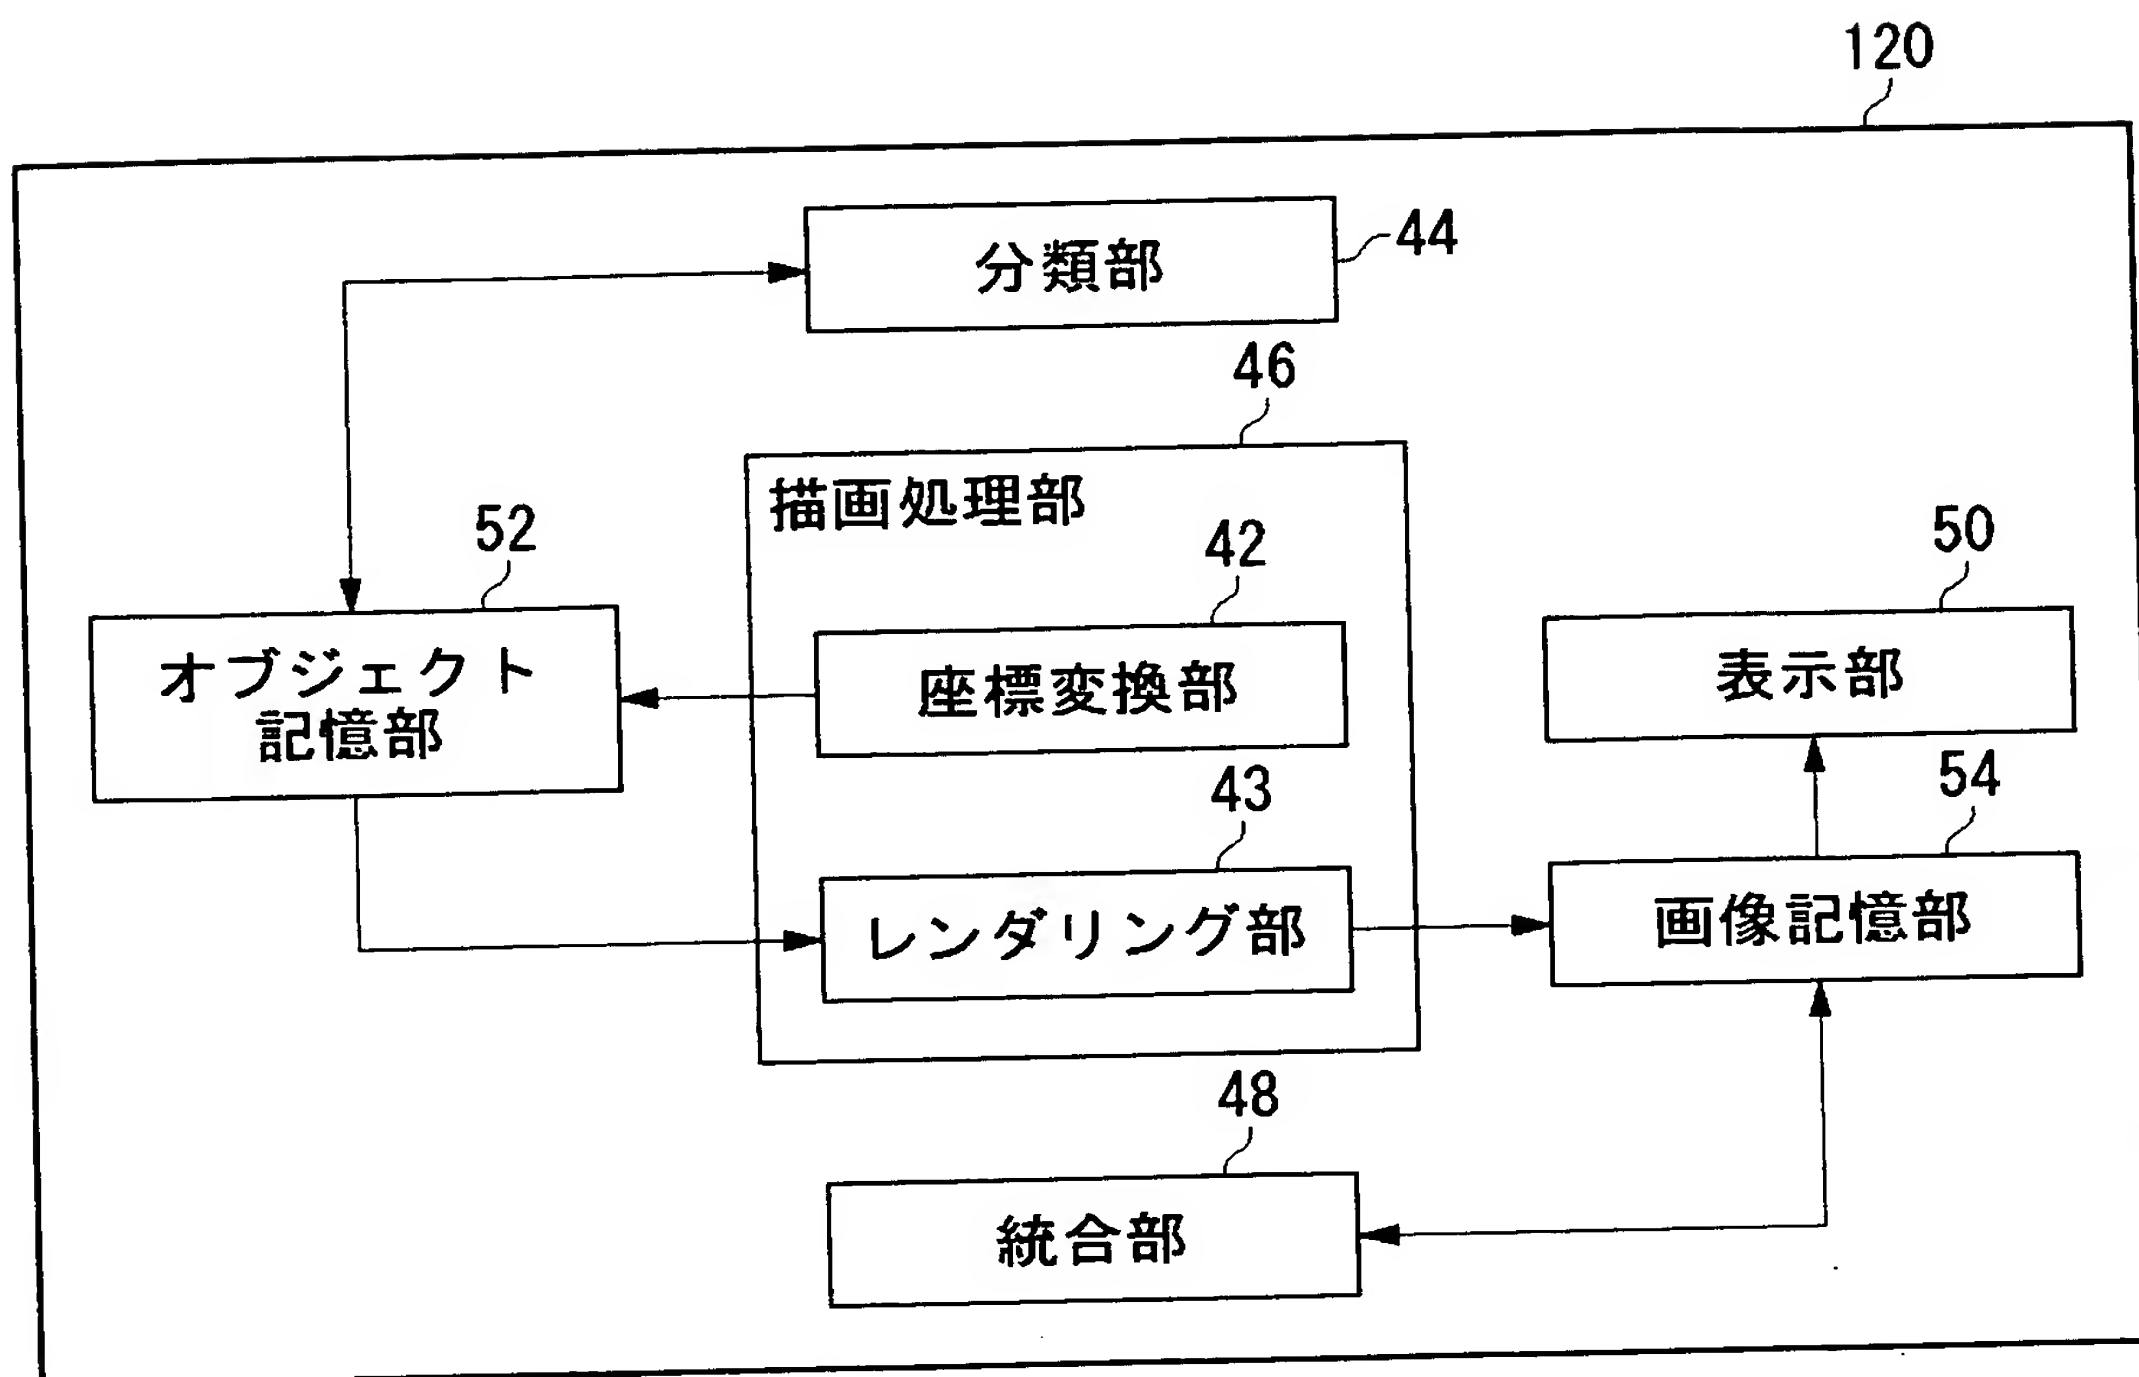 120
分類部
44
46
描画処理部
52
42
50
オブジェクト
記憶部
座標変換部
表示部
43
54
レンダリング部
画像記憶部
48
統合部